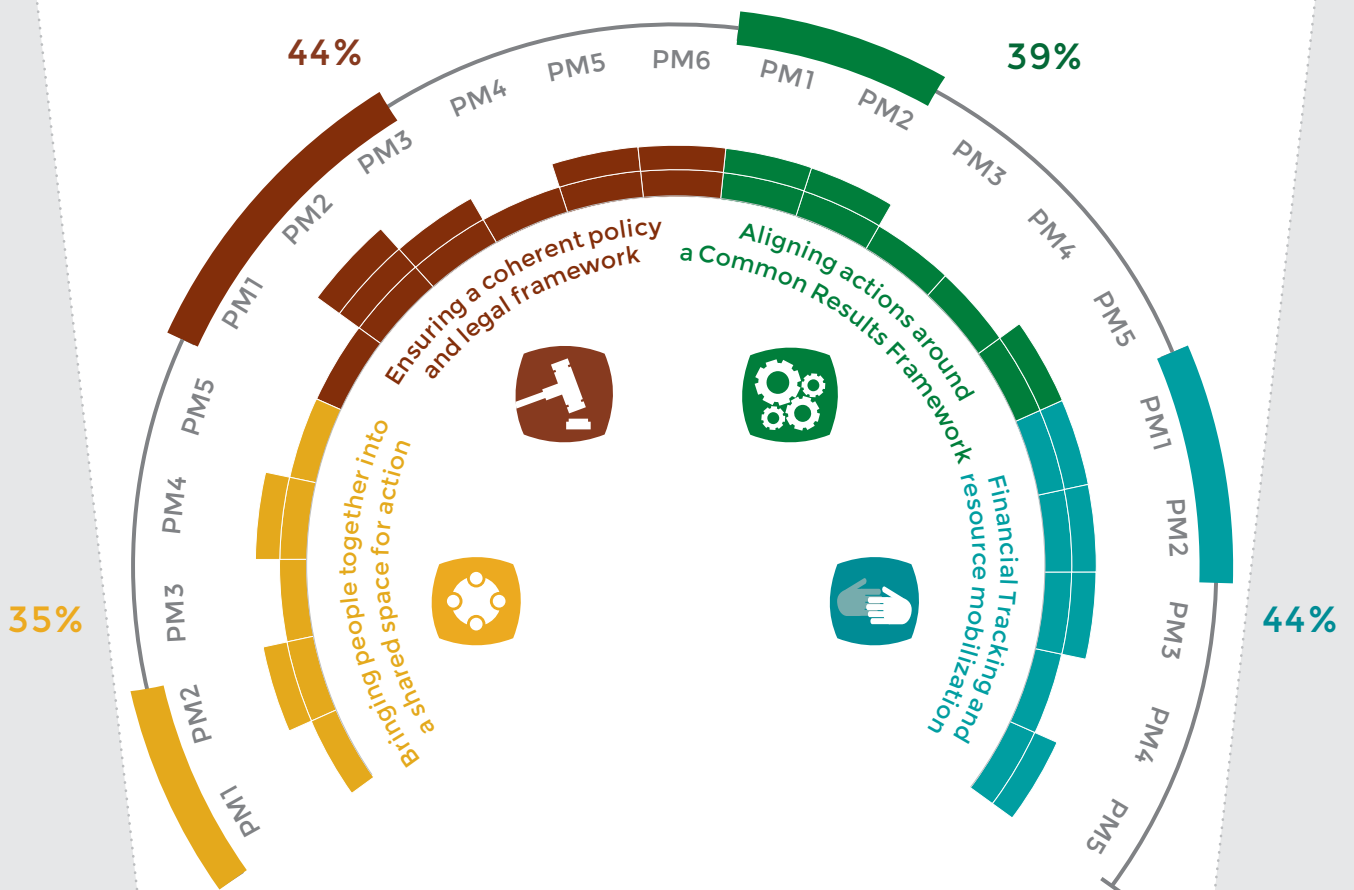 35%
PM1
PM2
PM3
PM4
PM5
Bringing people together into
a shared space for action
44%
PM1
PM2
PM3
PM4
PM5
PM6
Ensuring a coherent policy
and legal framework
39%
PM1
PM2
PM3
PM4
PM5
Aligning actions around
a Common Results Framework
44%
PM1
PM2
PM3
PM4
PM5
Financial Tracking and
resource mobilization